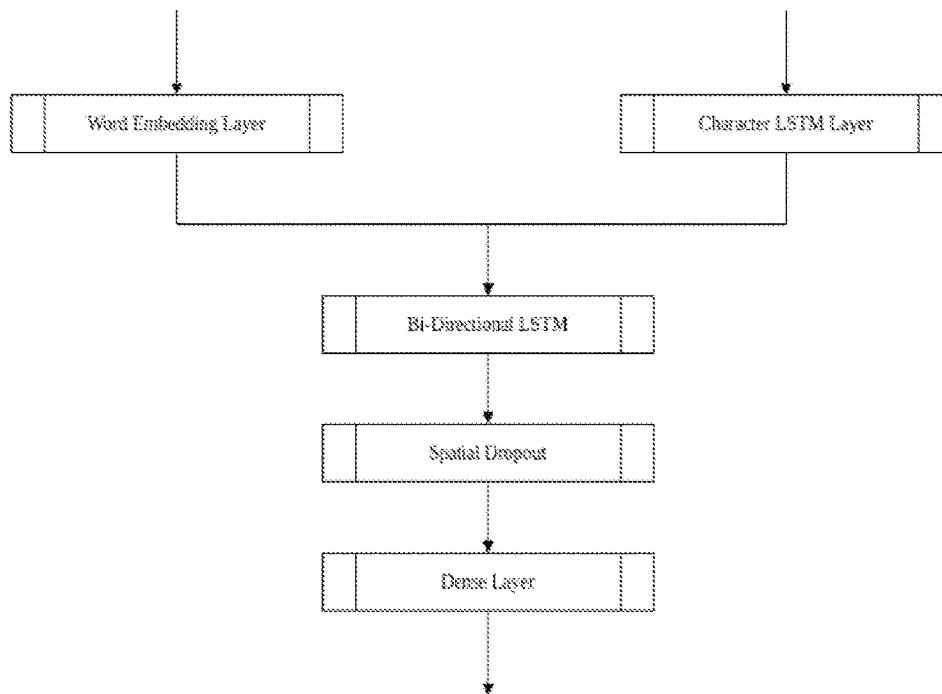 Word Embedding Layer
Character LSTM Layer
Bi-Directional LSTM
Spatial Dropout
Dense Layer